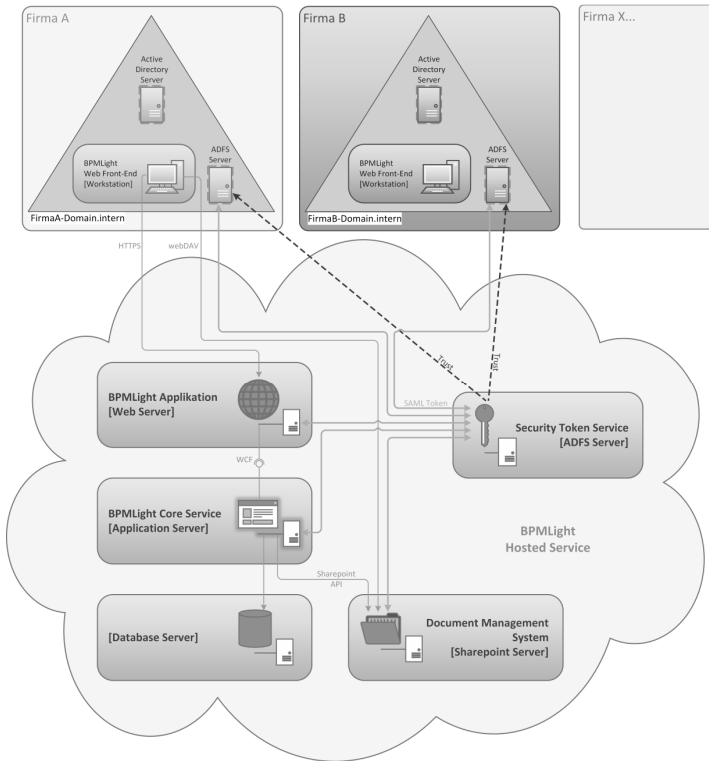 Firma A
Active
Directory
Server
ADFS
Server
BPMLight
Web Front-End
[Workstation]
FirmaA-Domain.intern
Firma B
Active
Directory
Server
ADFS
Server
BPMLight
Web Front-End
[Workstation]
FirmaB-Domain.intern
Firma X...
HTTPS
webDAV
Trust
Trust
SAML Token
BPMLight Applikation
[Web Server]
Security Token Service
[ADFS Server]
WCF
BPMLight Core Service
[Application Server]
BPMLight
Hosted Service
Sharepoint
API
[Database Server]
Document Management
System
[Sharepoint Server]